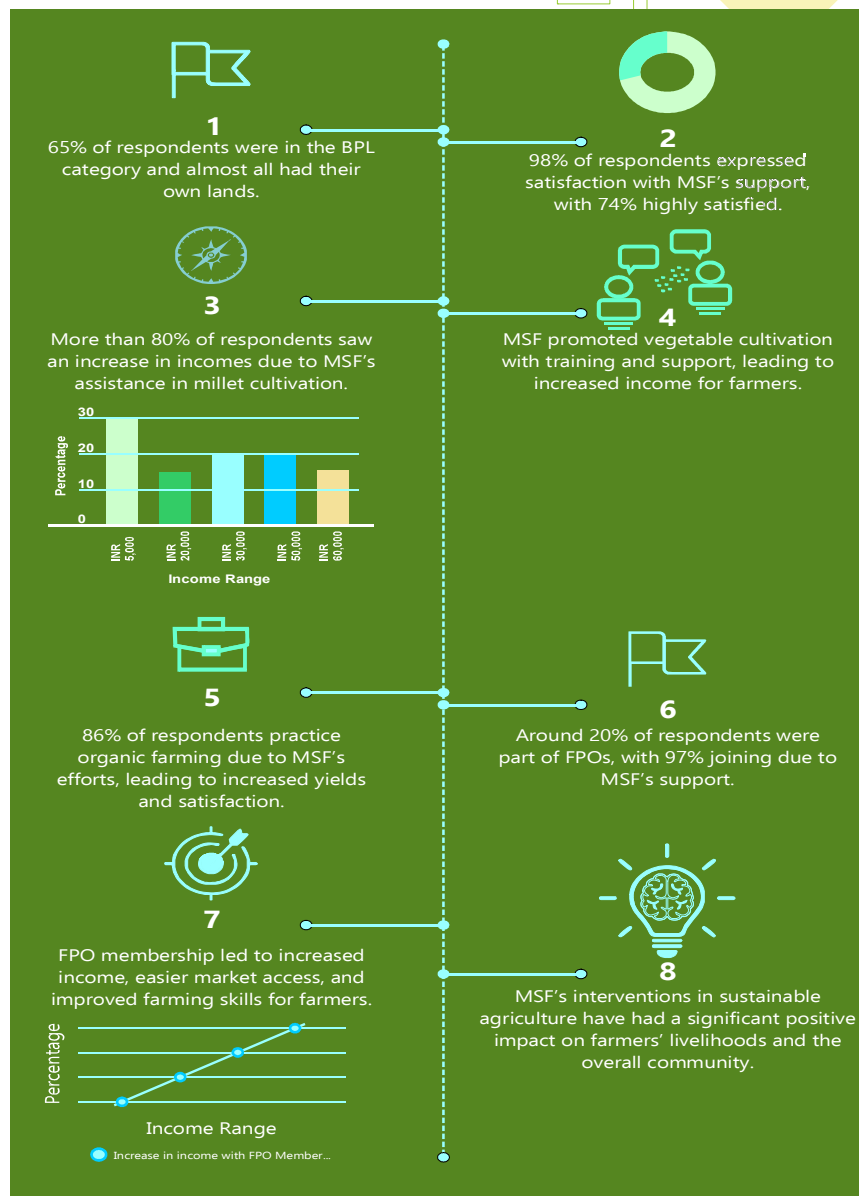 1
65% of respondents were in the BPL
category and almost all had their
own lands.
2
98% of respondents expressed
satisfaction with MSF's support,
with 74% highly satisfied.
3
More than 80% of respondents saw
an increase in incomes due to MSF's
assistance in millet cultivation.
4
MSF promoted vegetable cultivation
with training and support, leading to
increased income for farmers.
Percentage
30
20
10
0
INR
5,000
INR
20,000
INR
30,000
INR
50,000
INR
60,000
Income Range
5
86% of respondents practice
organic farming due to MSF's
efforts, leading to increased yields
and satisfaction.
6
Around 20% of respondents were
part of FPOs, with 97% joining due to
MSF's support.
7
FPO membership led to increased
income, easier market access, and
improved farming skills for farmers.
Percentage
Income Range
Increase in income with FPO Member...
8
MSF's interventions in sustainable
agriculture have had a significant positive
impact on farmers' livelihoods and the
overall community.